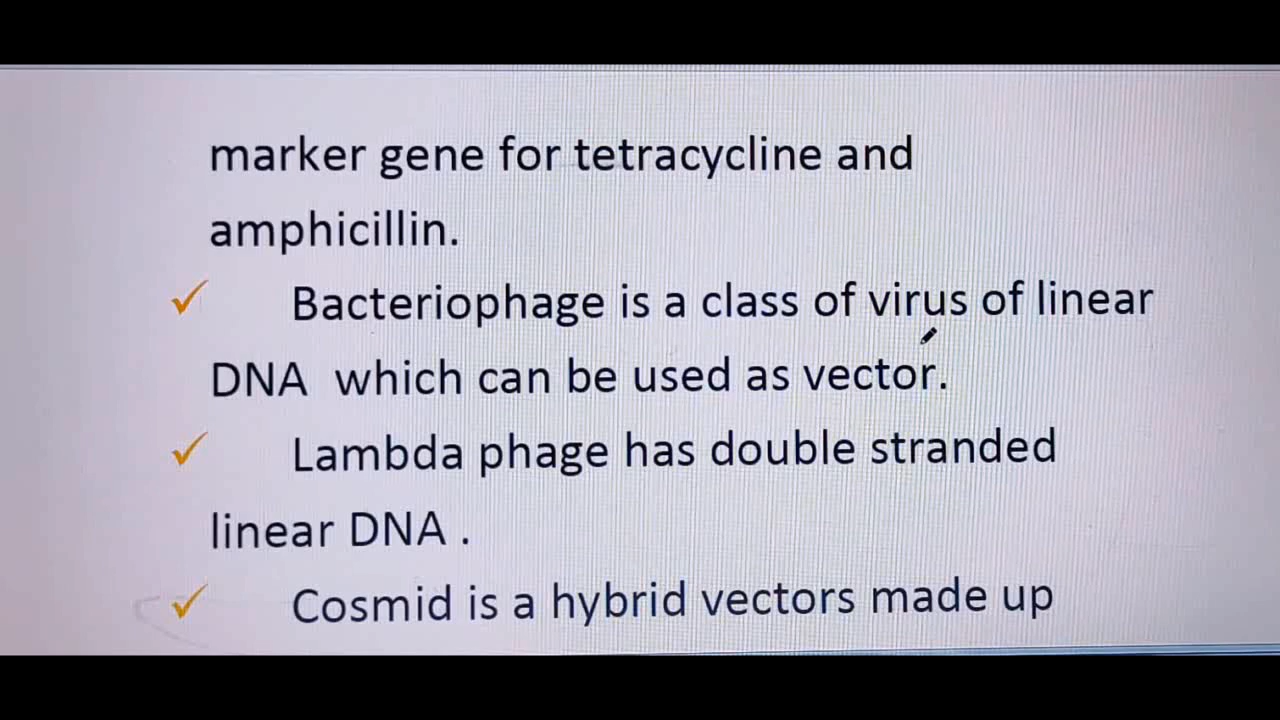 marker gene for tetracycline and
amphicillin.
✓ Bacteriophage is a class of virus of linear
DNA which can be used as vector.
✓ Lambda phage has double stranded
linear DNA .
✓ Cosmid is a hybrid vectors made up